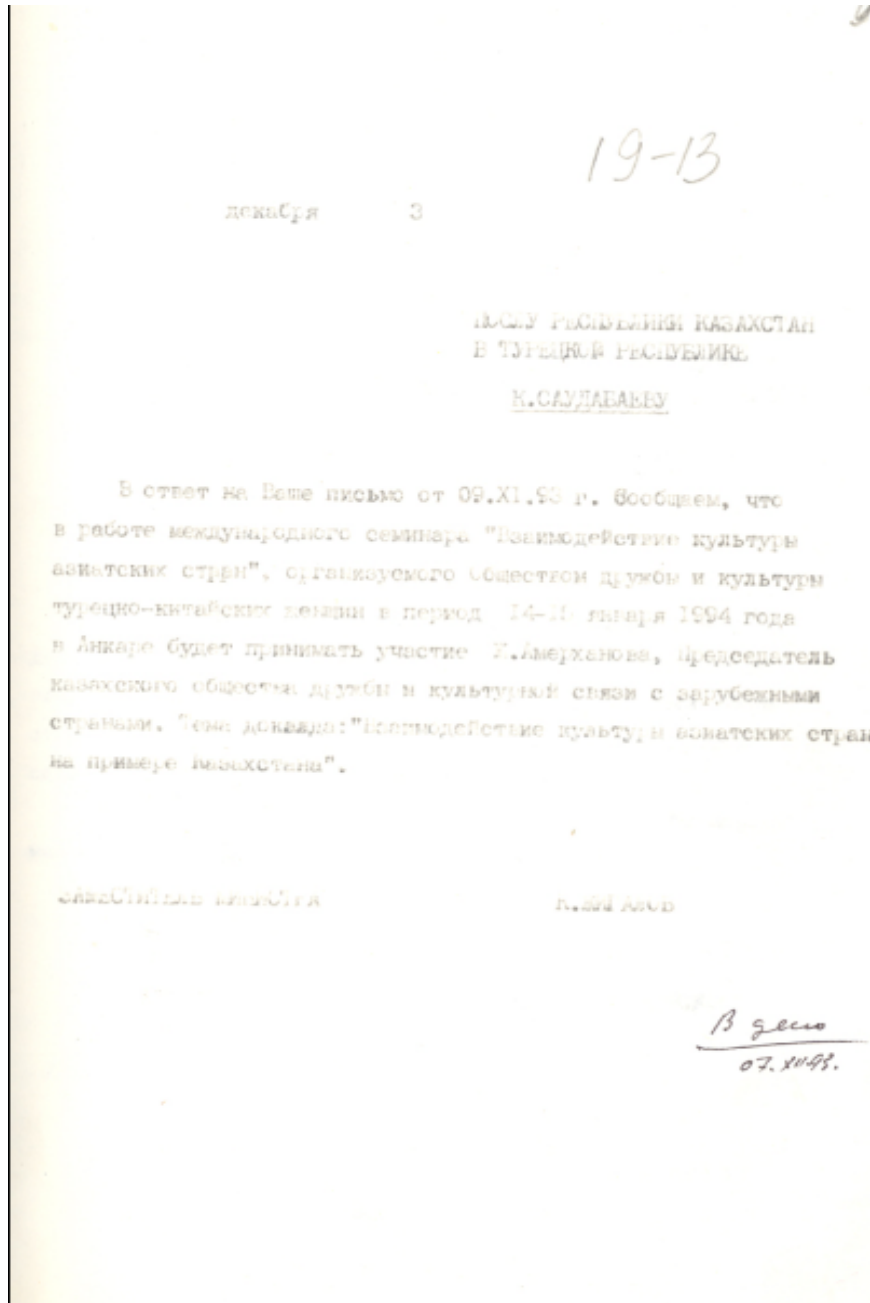 19-13
декабря 3
ПОСЛУ РЕСПУБЛИКИ КАЗАХСТАН
В ТУРЕЦКОЙ РЕСПУБЛИКЕ
К.САУДАБАЕВУ
В ответ на Ваше письмо от 09.XI.93 г. сообщаем, что
в работе международного семинара "Взаимодействие культуры
азиатских стран", организуемого Обществом дружбы и культуры
турецко-китайских женщин в период января 1994 года
в Анкаре будет принимать участие Амерханова, Председатель
казахского общества дружбы и культурной связи с зарубежными
странами. Тема доклада:"Взаимодействие культуры азиатских стран
на примере Казахстана".
ЗАМЕСТИТЕЛЬ МИНИСТРА
В дело
07.XII.93.